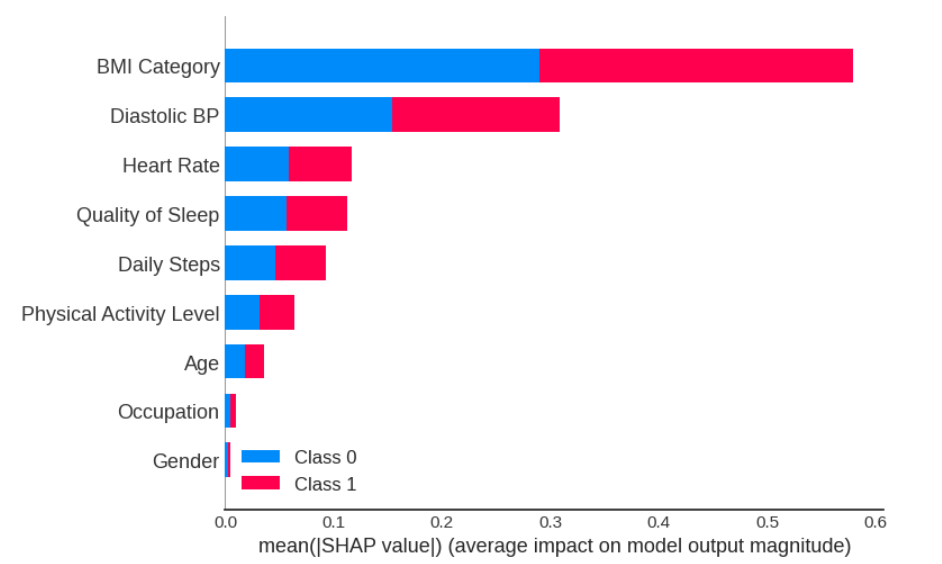 BMI Category
Diastolic BP
Heart Rate
Quality of Sleep
Daily Steps
Physical Activity Level
Age
Occupation
Gender
Class 0
Class 1
0.0 0.1 0.2 0.3 0.4 0.5 0.6
mean(|SHAP value|) (average impact on model output magnitude)